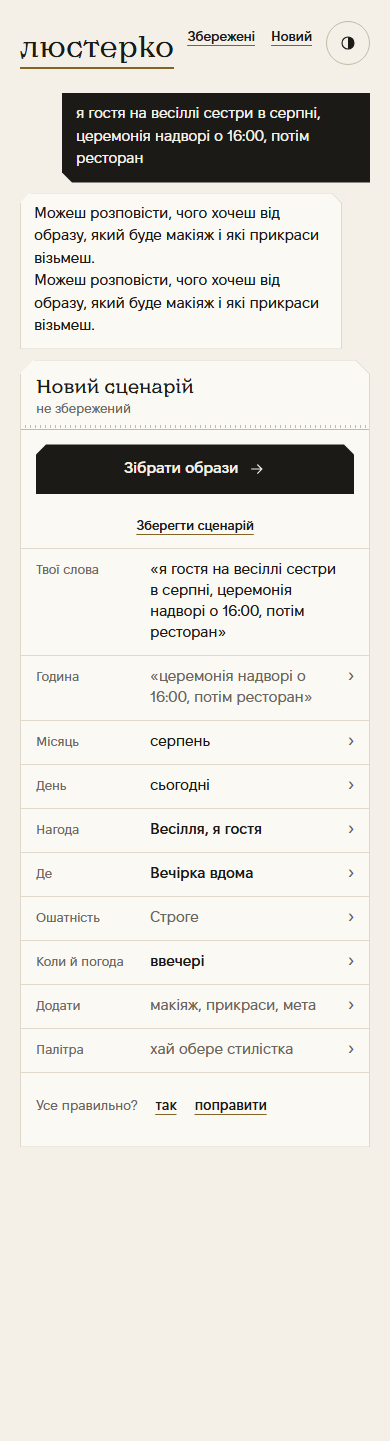 люстерко
Збережені
Новий
я гостя на весіллі сестри в серпні,
церемонія надворі о 16:00, потім
ресторан
Можеш розповісти, чого хочеш від
образу, який буде макіяж і які прикраси
візьмеш.
Можеш розповісти, чого хочеш від
образу, який буде макіяж і які прикраси
візьмеш.
Новий сценарій
не збережений
Зібрати образи →
Зберегти сценарій
Твої слова
«я гостя на весіллі сестри
в серпні, церемонія
надворі о 16:00, потім
ресторан»
Година
«церемонія надворі о
16:00, потім ресторан»
Місяць
серпень
День
сьогодні
Нагода
Весілля, я гостя
Де
Вечірка вдома
Ошатність
Строге
Коли й погода
ввечері
Додати
макіяж, прикраси, мета
Палітра
хай обере стилістка
Усе правильно?
так
поправити